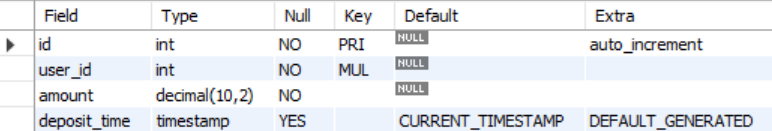 Field Type Null Key Default Extra
id int NO PRI NULL auto_increment
user_id int NO MUL NULL
amount decimal(10,2) NO NULL
deposit_time timestamp YES CURRENT_TIMESTAMP DEFAULT_GENERATED